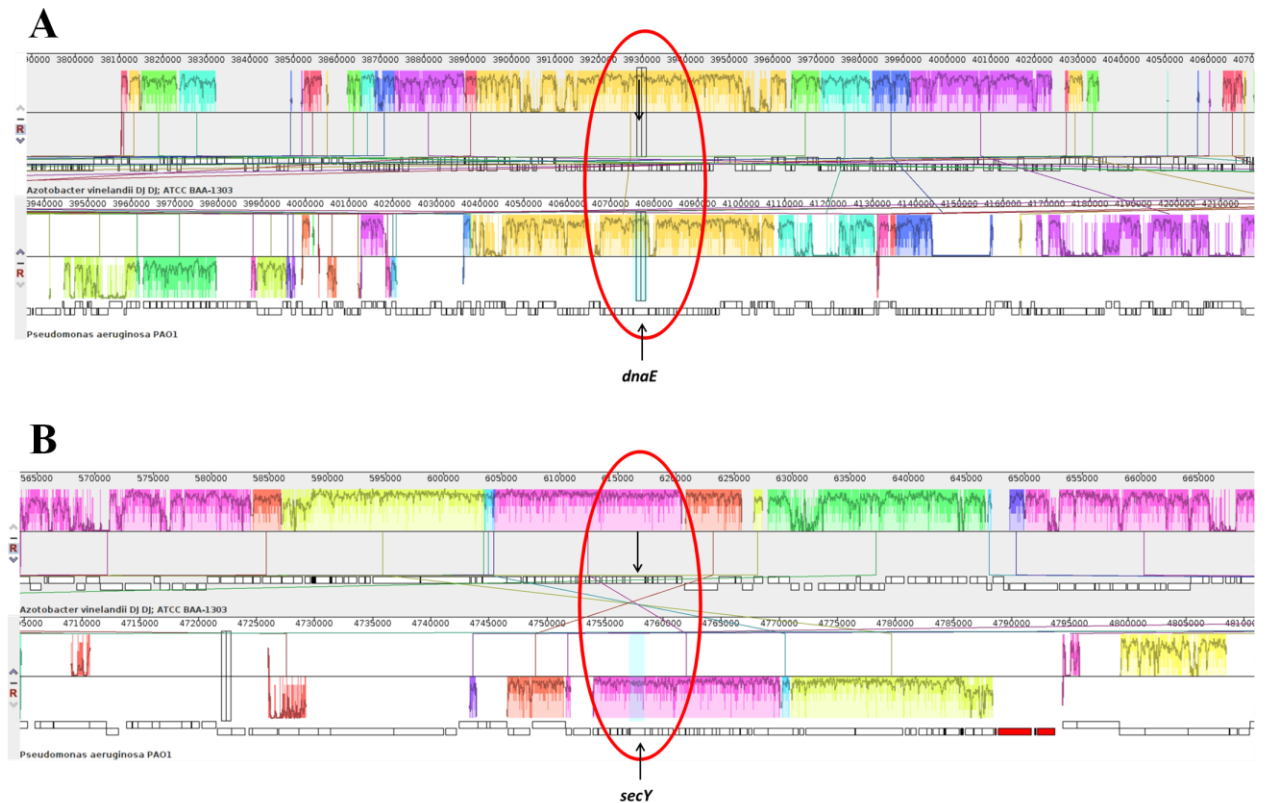 A
3800000 3810000 3820000 3830000 3840000 3850000 3860000 3870000 3880000 3890000 3900000 3910000 3920000 3930000 3940000 3950000 3960000 3970000 3980000 3990000 4000000 4010000 4020000 4030000 4040000 4050000 4060000
R
Azotobacter vinelandii DJ DJ; ATCC BAA-1303
3940000 3950000 3960000 3970000 3980000 3990000 4000000 4010000 4020000 4030000 4040000 4050000 4060000 4070000 4080000 4090000 4100000 4110000 4120000 4130000 4140000 4150000 4160000 4170000 4180000 4190000 4200000 4210000
R
Pseudomonas aeruginosa PAO1
dnaE
B
565000 570000 575000 580000 585000 590000 595000 600000 605000 610000 615000 620000 625000 630000 635000 640000 645000 650000 655000 660000 665000
R
Azotobacter vinelandii DJ DJ; ATCC BAA-1303
4710000 4715000 4720000 4725000 4730000 4735000 4740000 4745000 4750000 4755000 4760000 4765000 4770000 4775000 4780000 4785000 4790000 4795000 4800000 4805000
R
Pseudomonas aeruginosa PAO1
secY